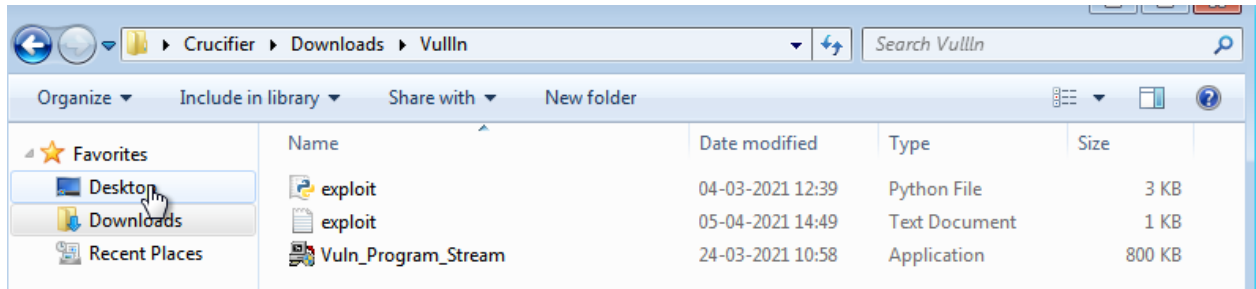 Crucifier Downloads Vullln
Search Vullln
Organize Include in library Share with New folder
Favorites
Desktop
Downloads
Recent Places
Name Date modified Type Size
exploit 04-03-2021 12:39 Python File 3 KB
exploit 05-04-2021 14:49 Text Document 1 KB
Vuln_Program_Stream 24-03-2021 10:58 Application 800 KB